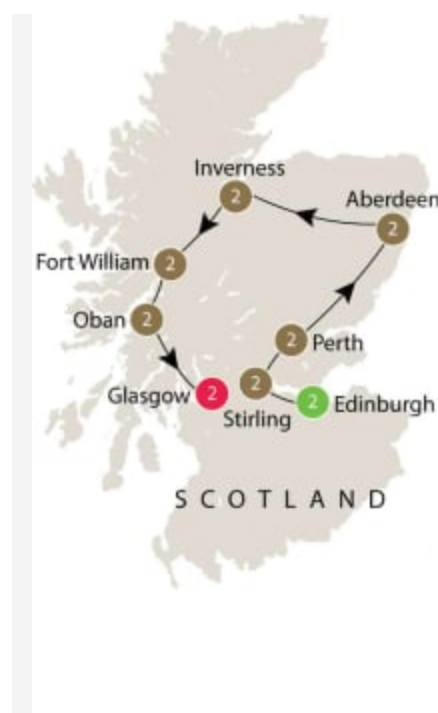 Inverness
2
Aberdeen
2
Fort William 2
Oban 2
2 Perth
Glasgow 2
2
Stirling
2 Edinburgh
SCOTLAND